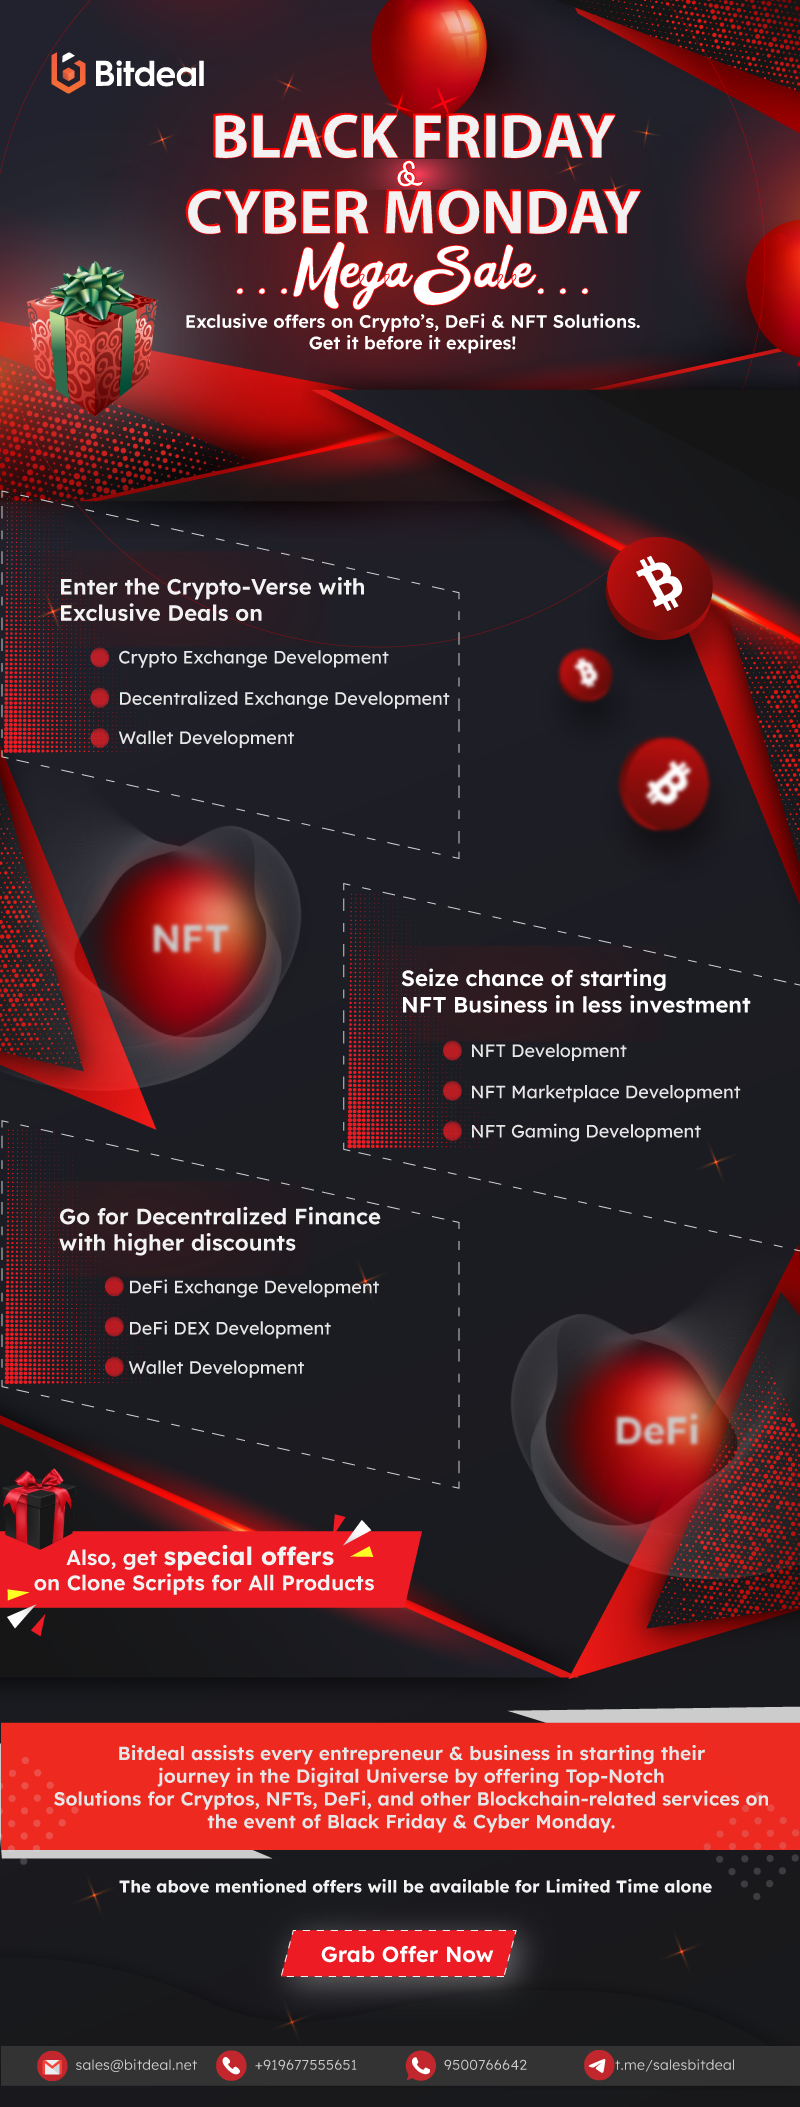 Bitdeal
BLACK FRIDAY
&
CYBER MONDAY
...Mega Sale...
Exclusive offers on Crypto's, DeFi & NFT Solutions.
Get it before it expires!
Enter the Crypto-Verse with
Exclusive Deals on
Crypto Exchange Development
Decentralized Exchange Development
Wallet Development
NFT
Seize chance of starting
NFT Business in less investment
NFT Development
NFT Marketplace Development
NFT Gaming Development
Go for Decentralized Finance
with higher discounts
DeFi Exchange Development
DeFi DEX Development
Wallet Development
DeFi
Also, get special offers
on Clone Scripts for All Products
Bitdeal assists every entrepreneur & business in starting their
journey in the Digital Universe by offering Top-Notch
Solutions for Cryptos, NFTs, DeFi, and other Blockchain-related services on
the event of Black Friday & Cyber Monday.
The above mentioned offers will be available for Limited Time alone
Grab Offer Now
sales@bitdeal.net +919677555651 9500766642 t.me/salesbitdeal